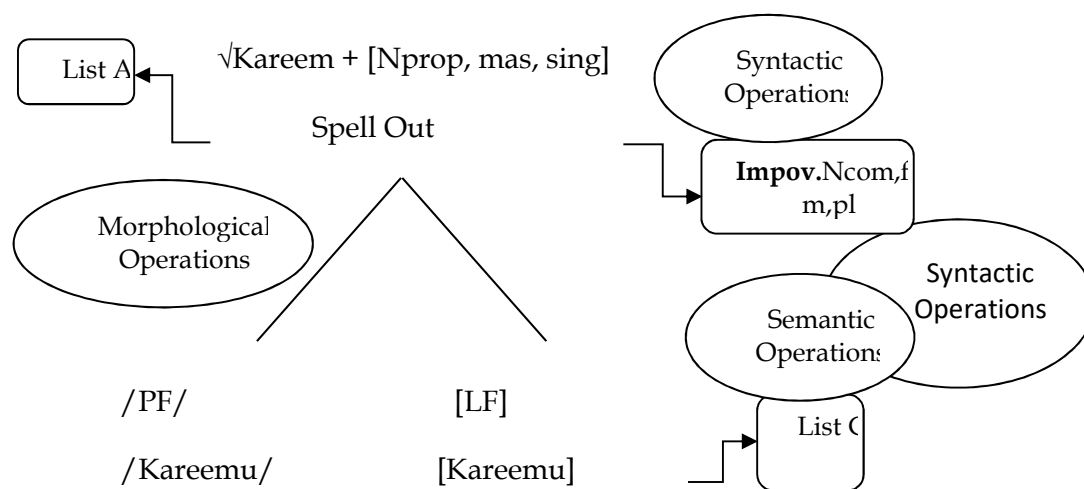 √Kareem + [Nprop, mas, sing]
List A
Syntactic
Operations
Spell Out
Impov.Ncom,f
m,pl
Morphological
Operations
Syntactic
Operations
Semantic
Operations
/PF/ [LF]
List C
/Kareemu/ [Kareemu]